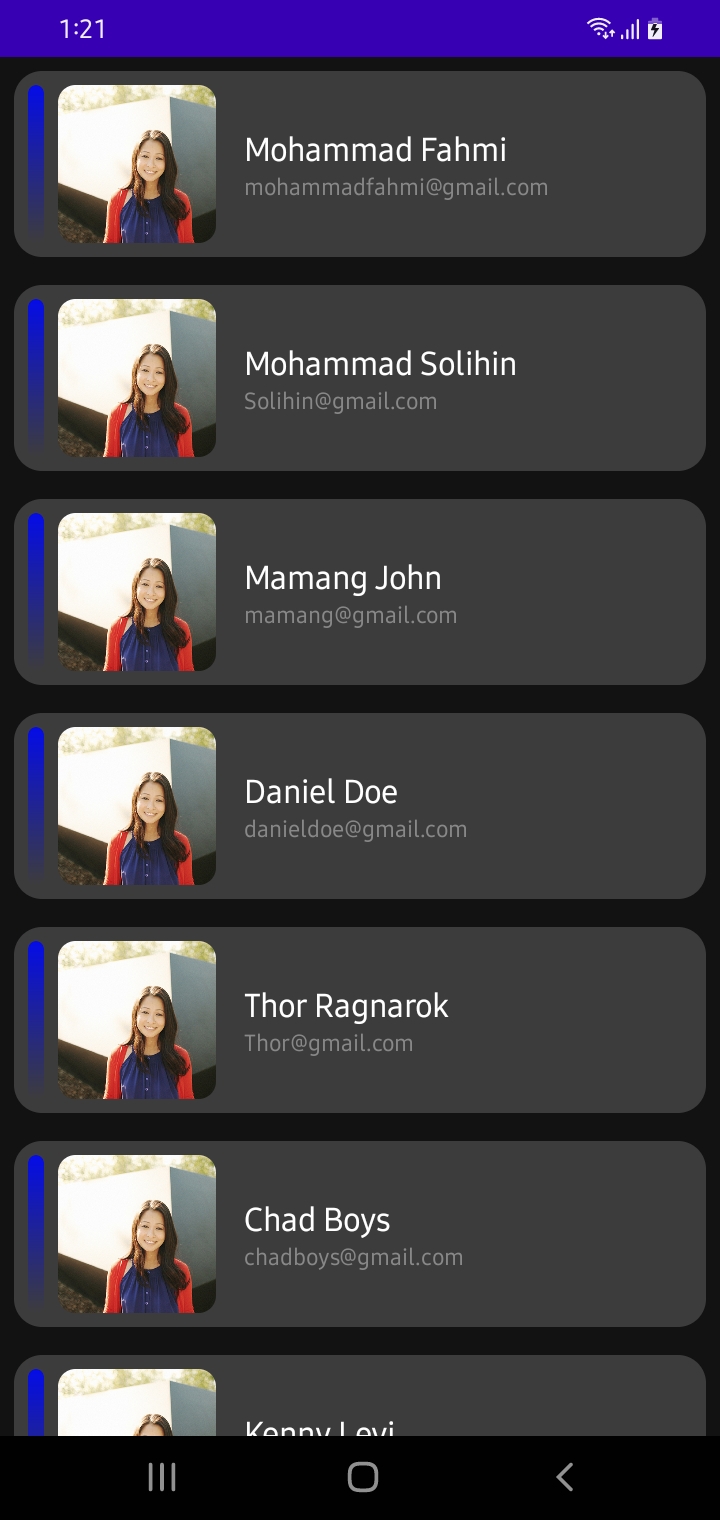 1:21
Mohammad Fahmi
mohammadfahmi@gmail.com
Mohammad Solihin
Solihin@gmail.com
Mamang John
mamang@gmail.com
Daniel Doe
danieldoe@gmail.com
Thor Ragnarok
Thor@gmail.com
Chad Boys
chadboys@gmail.com
Kenny Levi